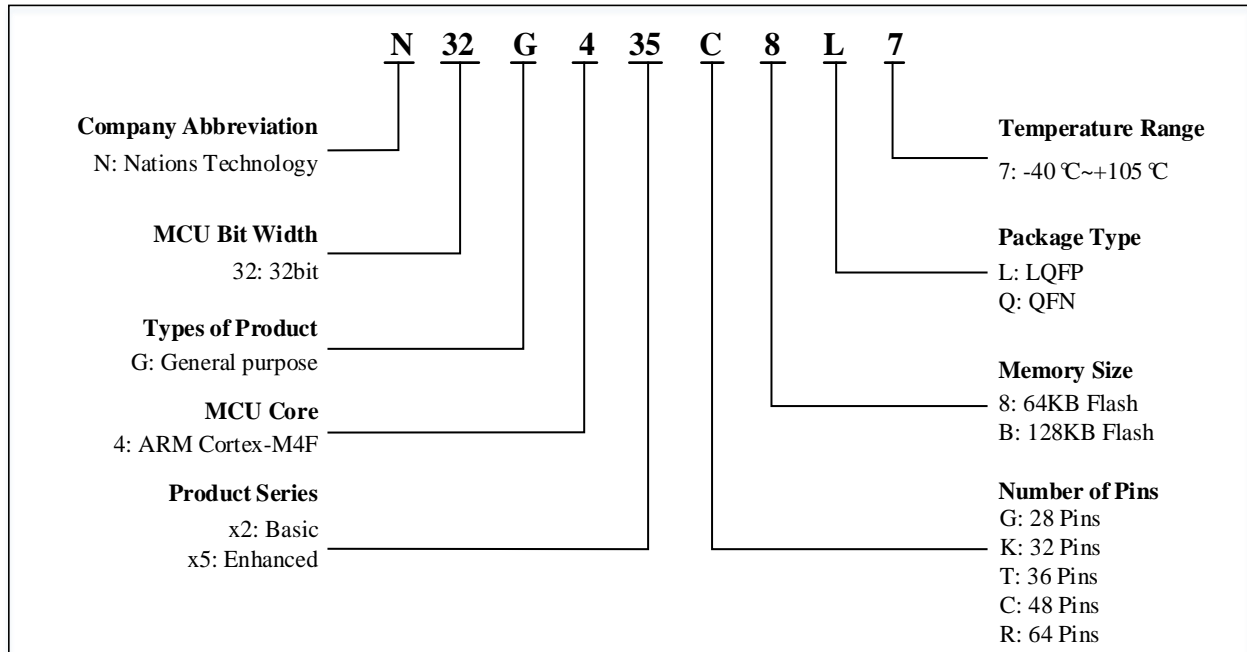 N 32 G 4 35 C 8 L 7
Company Abbreviation
N: Nations Technology
MCU Bit Width
32: 32bit
Types of Product
G: General purpose
MCU Core
4: ARM Cortex-M4F
Product Series
x2: Basic
x5: Enhanced
Temperature Range
7: -40 ℃~+105 ℃
Package Type
L: LQFP
Q: QFN
Memory Size
8: 64KB Flash
B: 128KB Flash
Number of Pins
G: 28 Pins
K: 32 Pins
T: 36 Pins
C: 48 Pins
R: 64 Pins